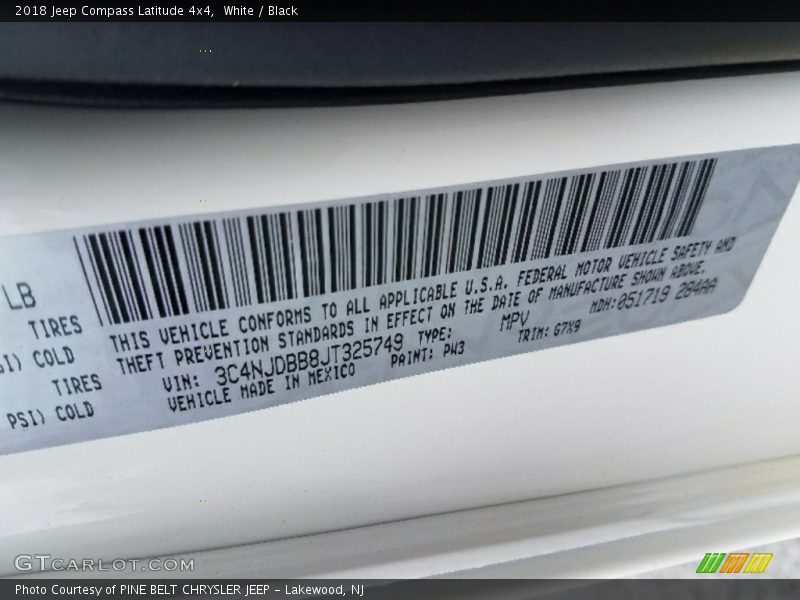 2018 Jeep Compass Latitude 4x4, White / Black
LB
TIRES
SI) COLD
TIRES
PSI) COLD
THIS VEHICLE CONFORMS TO ALL APPLICABLE U.S.A. FEDERAL MOTOR VEHICLE SAFETY AND
THEFT PREVENTION STANDARDS IN EFFECT ON THE DATE OF MANUFACTURE SHOWN ABOVE.
VIN: 3C4NJDBB8JT325749 TYPE: MPV MDH:051719 284AA
VEHICLE MADE IN MEXICO PAINT: PW3 TRIM: G7X9
GTCARLOT.COM
Photo Courtesy of PINE BELT CHRYSLER JEEP - Lakewood, NJ